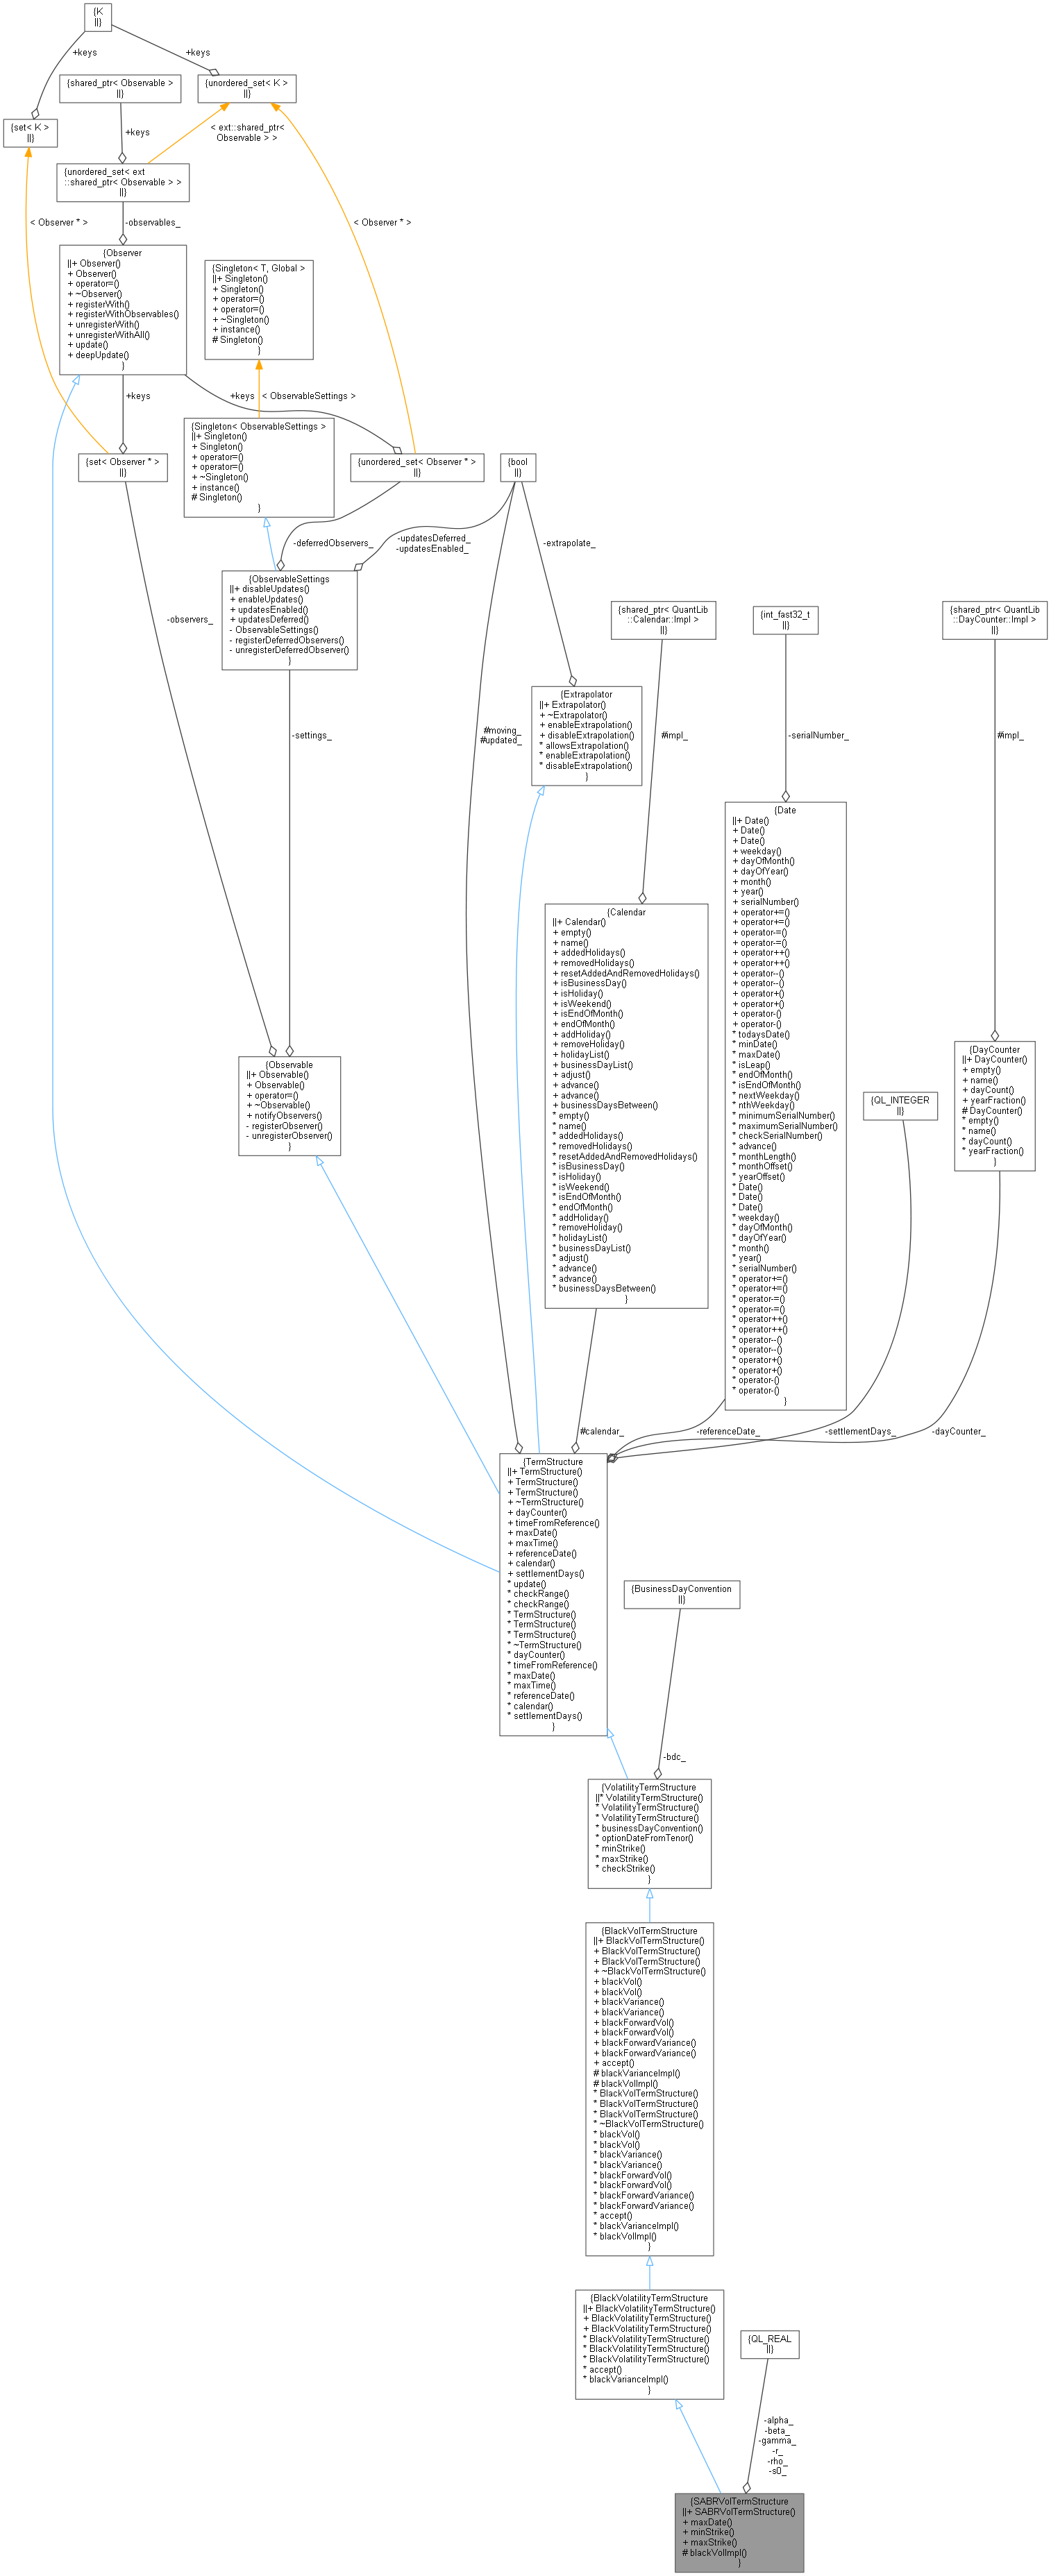 {K
||}
+keys
+keys
{shared_ptr< Observable >
||}
{unordered_set< K >
||}
{set< K >
||}
+keys
< ext::shared_ptr<
Observable > >
{unordered_set< ext
::shared_ptr< Observable > >
||}
< Observer * >
-observables_
< Observer * >
{Observer
||+ Observer()
+ Observer()
+ operator=()
+ ~Observer()
+ registerWith()
+ registerWithObservables()
+ unregisterWith()
+ unregisterWithAll()
+ update()
+ deepUpdate()
}
{Singleton< T, Global >
||+ Singleton()
+ Singleton()
+ operator=()
+ operator=()
+ ~Singleton()
+ instance()
# Singleton()
}
+keys
+keys
< ObservableSettings >
{Singleton< ObservableSettings >
||+ Singleton()
+ Singleton()
+ operator=()
+ operator=()
+ ~Singleton()
+ instance()
# Singleton()
}
{set< Observer * >
||}
{unordered_set< Observer * >
||}
{bool
||}
-deferredObservers_
-updatesDeferred_
-updatesEnabled_
-extrapolate_
{ObservableSettings
||+ disableUpdates()
+ enableUpdates()
+ updatesEnabled()
+ updatesDeferred()
- ObservableSettings()
- registerDeferredObservers()
- unregisterDeferredObserver()
}
-observers_
{shared_ptr< QuantLib
::Calendar::Impl >
||}
{int_fast32_t
||}
{shared_ptr< QuantLib
::DayCounter::Impl >
||}
-settings_
#moving_
#updated_
{Extrapolator
||+ Extrapolator()
+ ~Extrapolator()
+ enableExtrapolation()
+ disableExtrapolation()
* allowsExtrapolation()
* enableExtrapolation()
* disableExtrapolation()
}
#impl_
-serialNumber_
#impl_
{Date
||+ Date()
+ Date()
+ Date()
+ weekday()
+ dayOfMonth()
+ dayOfYear()
+ month()
+ year()
+ serialNumber()
+ operator+=()
+ operator+=()
+ operator-=()
+ operator-=()
+ operator++()
+ operator++()
+ operator--()
+ operator--()
+ operator+()
+ operator+()
+ operator-()
+ operator-()
* todaysDate()
* minDate()
* maxDate()
* isLeap()
* endOfMonth()
* isEndOfMonth()
* nextWeekday()
* nthWeekday()
* minimumSerialNumber()
* maximumSerialNumber()
* checkSerialNumber()
* advance()
* monthLength()
* monthOffset()
* yearOffset()
* Date()
* Date()
* Date()
* weekday()
* dayOfMonth()
* dayOfYear()
* month()
* year()
* serialNumber()
* operator+=()
* operator+=()
* operator-=()
* operator-=()
* operator++()
* operator++()
* operator--()
* operator--()
* operator+()
* operator+()
* operator-()
* operator-()
}
{Calendar
||+ Calendar()
+ empty()
+ name()
+ addedHolidays()
+ removedHolidays()
+ resetAddedAndRemovedHolidays()
+ isBusinessDay()
+ isHoliday()
+ isWeekend()
+ isEndOfMonth()
+ endOfMonth()
+ addHoliday()
+ removeHoliday()
+ holidayList()
+ businessDayList()
+ adjust()
+ advance()
+ advance()
+ businessDaysBetween()
* empty()
* name()
* addedHolidays()
* removedHolidays()
* resetAddedAndRemovedHolidays()
* isBusinessDay()
* isHoliday()
* isWeekend()
* isEndOfMonth()
* endOfMonth()
* addHoliday()
* removeHoliday()
* holidayList()
* businessDayList()
* adjust()
* advance()
* advance()
* businessDaysBetween()
}
{Observable
||+ Observable()
+ Observable()
+ operator=()
+ ~Observable()
+ notifyObservers()
- registerObserver()
- unregisterObserver()
}
{QL_INTEGER
||}
{DayCounter
||+ DayCounter()
+ empty()
+ name()
+ dayCount()
+ yearFraction()
# DayCounter()
* empty()
* name()
* dayCount()
* yearFraction()
}
#calendar_
-referenceDate_
-settlementDays_
-dayCounter_
{TermStructure
||+ TermStructure()
+ TermStructure()
+ TermStructure()
+ ~TermStructure()
+ dayCounter()
+ timeFromReference()
+ maxDate()
+ maxTime()
+ referenceDate()
+ calendar()
+ settlementDays()
* update()
* checkRange()
* checkRange()
* TermStructure()
* TermStructure()
* TermStructure()
* ~TermStructure()
* dayCounter()
* timeFromReference()
* maxDate()
* maxTime()
* referenceDate()
* calendar()
* settlementDays()
}
{BusinessDayConvention
||}
-bdc_
{VolatilityTermStructure
||* VolatilityTermStructure()
* VolatilityTermStructure()
* VolatilityTermStructure()
* businessDayConvention()
* optionDateFromTenor()
* minStrike()
* maxStrike()
* checkStrike()
}
{BlackVolTermStructure
||+ BlackVolTermStructure()
+ BlackVolTermStructure()
+ BlackVolTermStructure()
+ ~BlackVolTermStructure()
+ blackVol()
+ blackVol()
+ blackVariance()
+ blackVariance()
+ blackForwardVol()
+ blackForwardVol()
+ blackForwardVariance()
+ blackForwardVariance()
+ accept()
# blackVarianceImpl()
# blackVolImpl()
* BlackVolTermStructure()
* BlackVolTermStructure()
* BlackVolTermStructure()
* ~BlackVolTermStructure()
* blackVol()
* blackVol()
* blackVariance()
* blackVariance()
* blackForwardVol()
* blackForwardVol()
* blackForwardVariance()
* blackForwardVariance()
* accept()
* blackVarianceImpl()
* blackVolImpl()
}
{BlackVolatilityTermStructure
||+ BlackVolatilityTermStructure()
+ BlackVolatilityTermStructure()
+ BlackVolatilityTermStructure()
* BlackVolatilityTermStructure()
* BlackVolatilityTermStructure()
* BlackVolatilityTermStructure()
* accept()
* blackVarianceImpl()
}
{QL_REAL
||}
-alpha_
-beta_
-gamma_
-r_
-rho_
-s0_
{SABRVolTermStructure
||+ SABRVolTermStructure()
+ maxDate()
+ minStrike()
+ maxStrike()
# blackVolImpl()
}